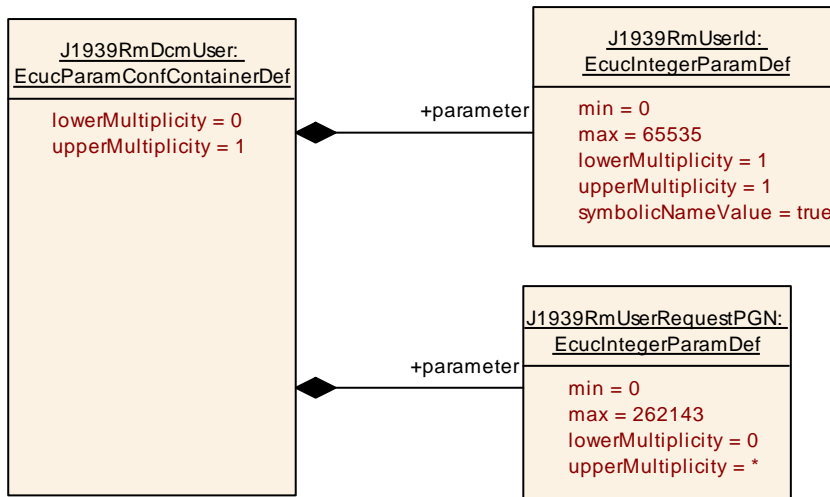 J1939RmDcmUser:
EcucParamConfContainerDef
lowerMultiplicity = 0
upperMultiplicity = 1
+parameter
J1939RmUserId:
EcucIntegerParamDef
min = 0
max = 65535
lowerMultiplicity = 1
upperMultiplicity = 1
symbolicNameValue = true
+parameter
J1939RmUserRequestPGN:
EcucIntegerParamDef
min = 0
max = 262143
lowerMultiplicity = 0
upperMultiplicity = *